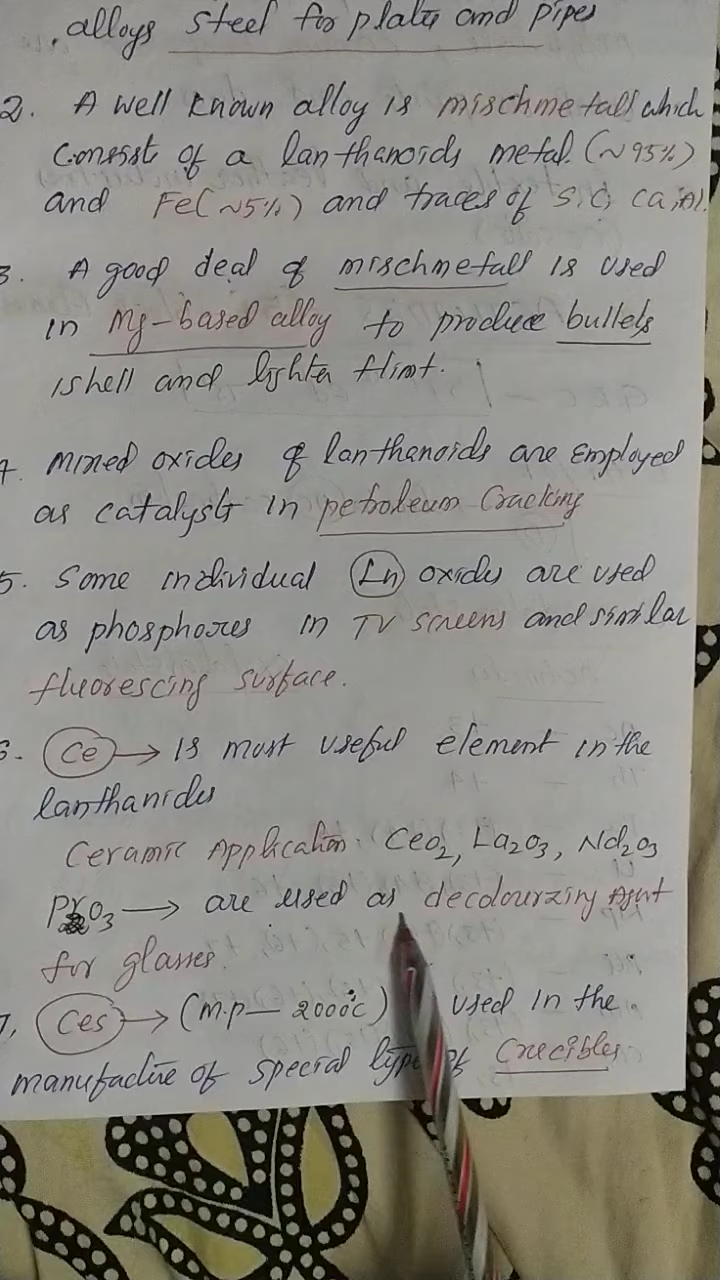 alloys steel for plates and pipes
2. A well known alloy is mischmetall which
consist of a lanthanoids metal. (~95%)
and Fe(~5%) and traces of S, C, Ca, Al.
3. A good deal of mischmetall is used
in Mg-based alloy to produce bullets
shell and lighter flint.
4. mixed oxides of lanthanoids are employed
as catalysts in petroleum Cracking
5. Some individual Ln oxides are used
as phosphores in TV screens and similar
fluorescing surface.
6. Ce → is most useful element in the
lanthanides
Ceramic Application: CeO2, La2O3, Nd2O3
O3 → are used as decolourzing Agent
for glasses.
7, Ces → (m.p— 2000°c) used in the
manufactire of special type of Crucibles